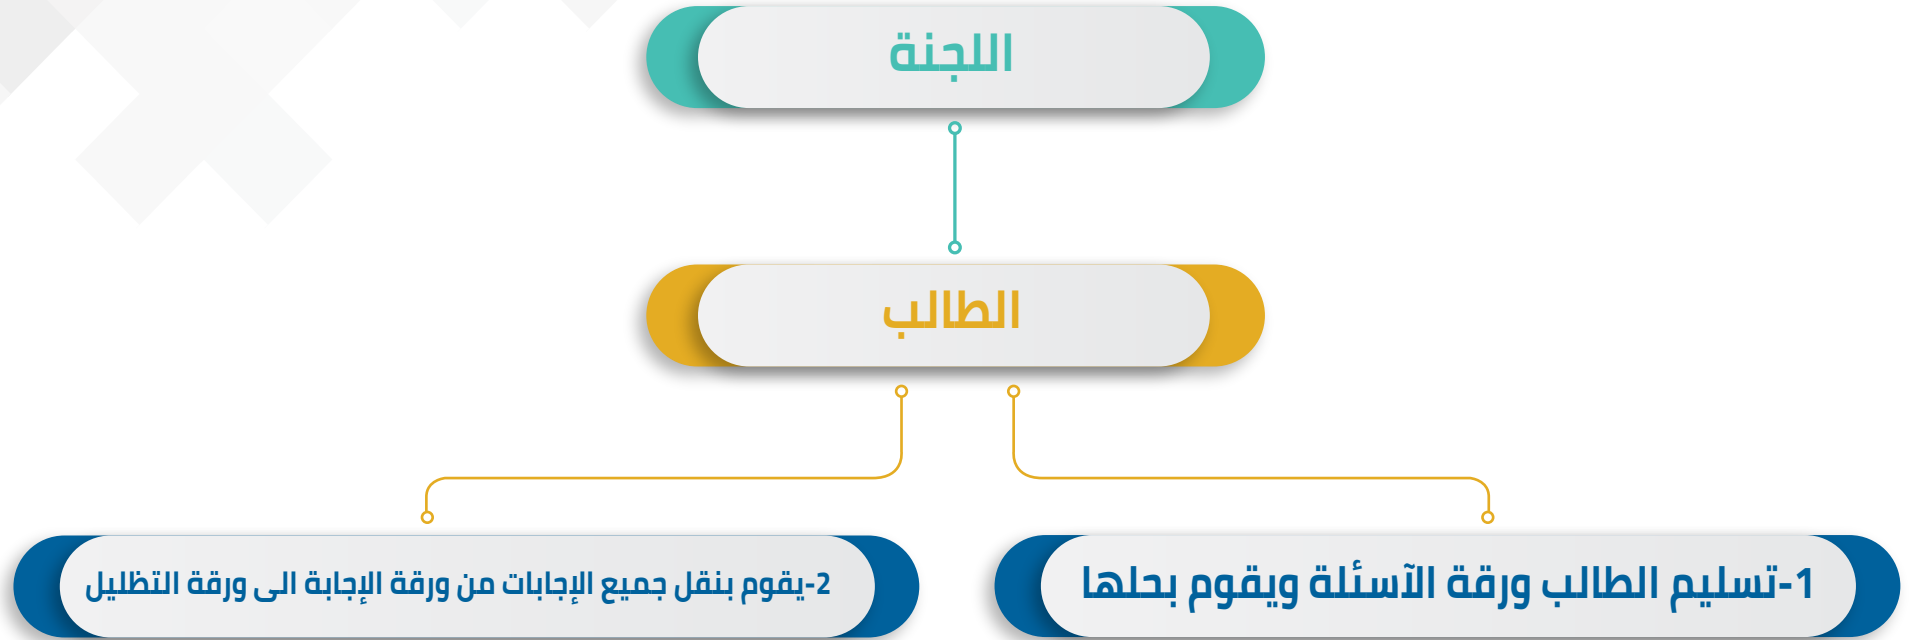 اللجنة
الطالب
1-تسليم الطالب ورقة الآسئلة ويقوم بحلها
2-يقوم بنقل جميع الإجابات من ورقة الإجابة الى ورقة التظليل